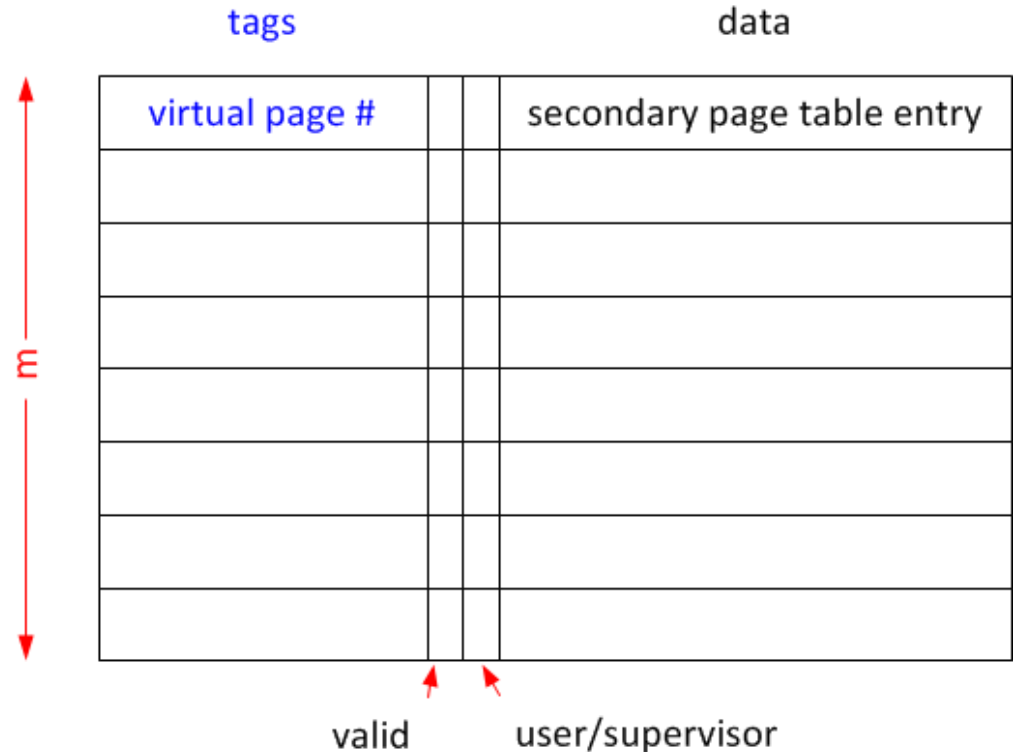 tags data
virtual page # secondary page table entry
m
valid user/supervisor